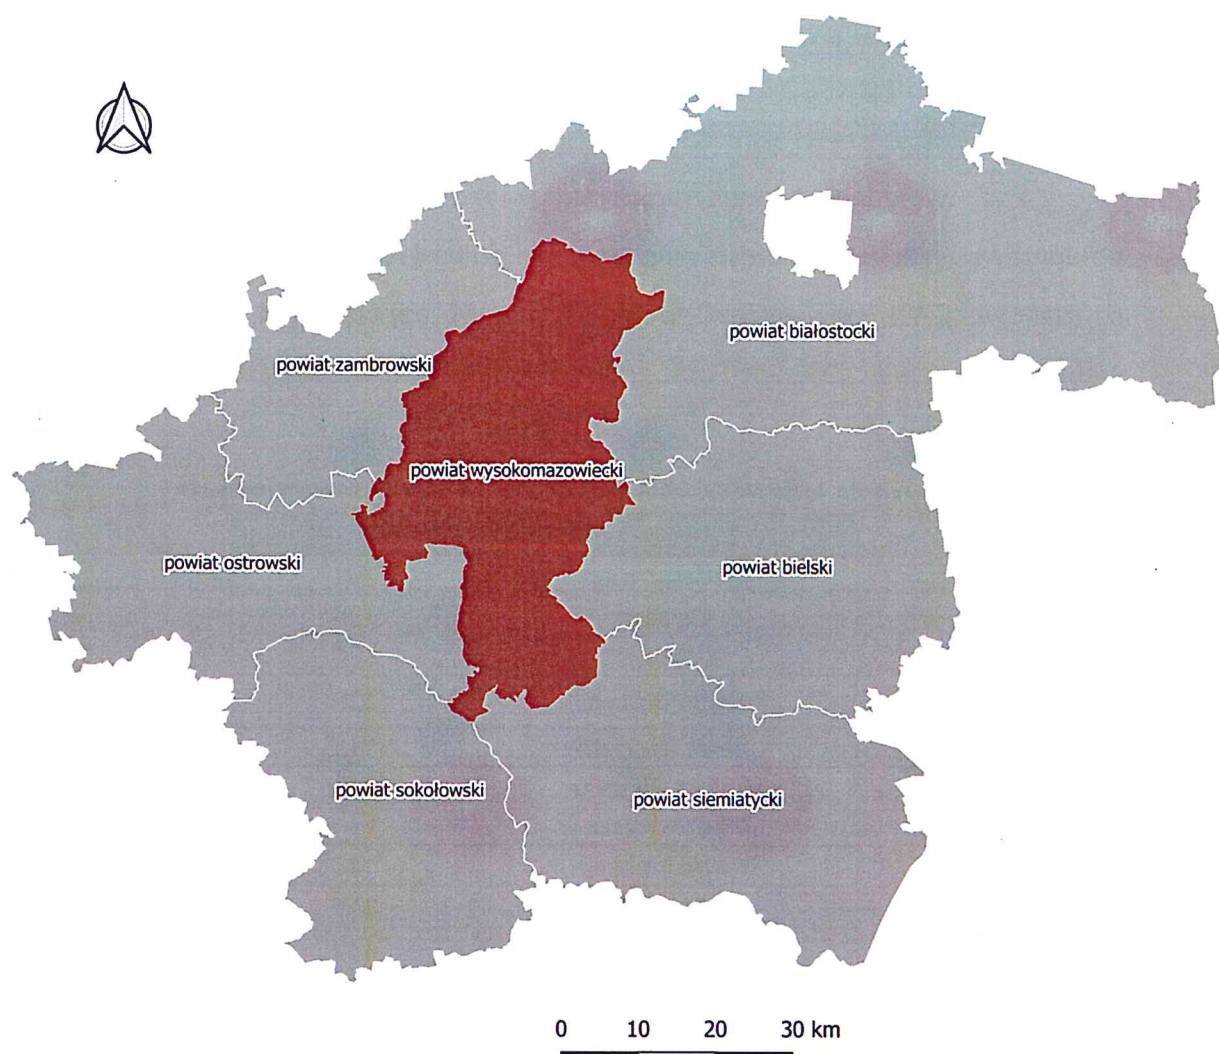 powiat białostocki
powiat zambrowski
powiat wysokomazowiecki
powiat ostrowski
powiat bielski
powiat sokołowski
powiat siemiatycki
0 10 20 30 km